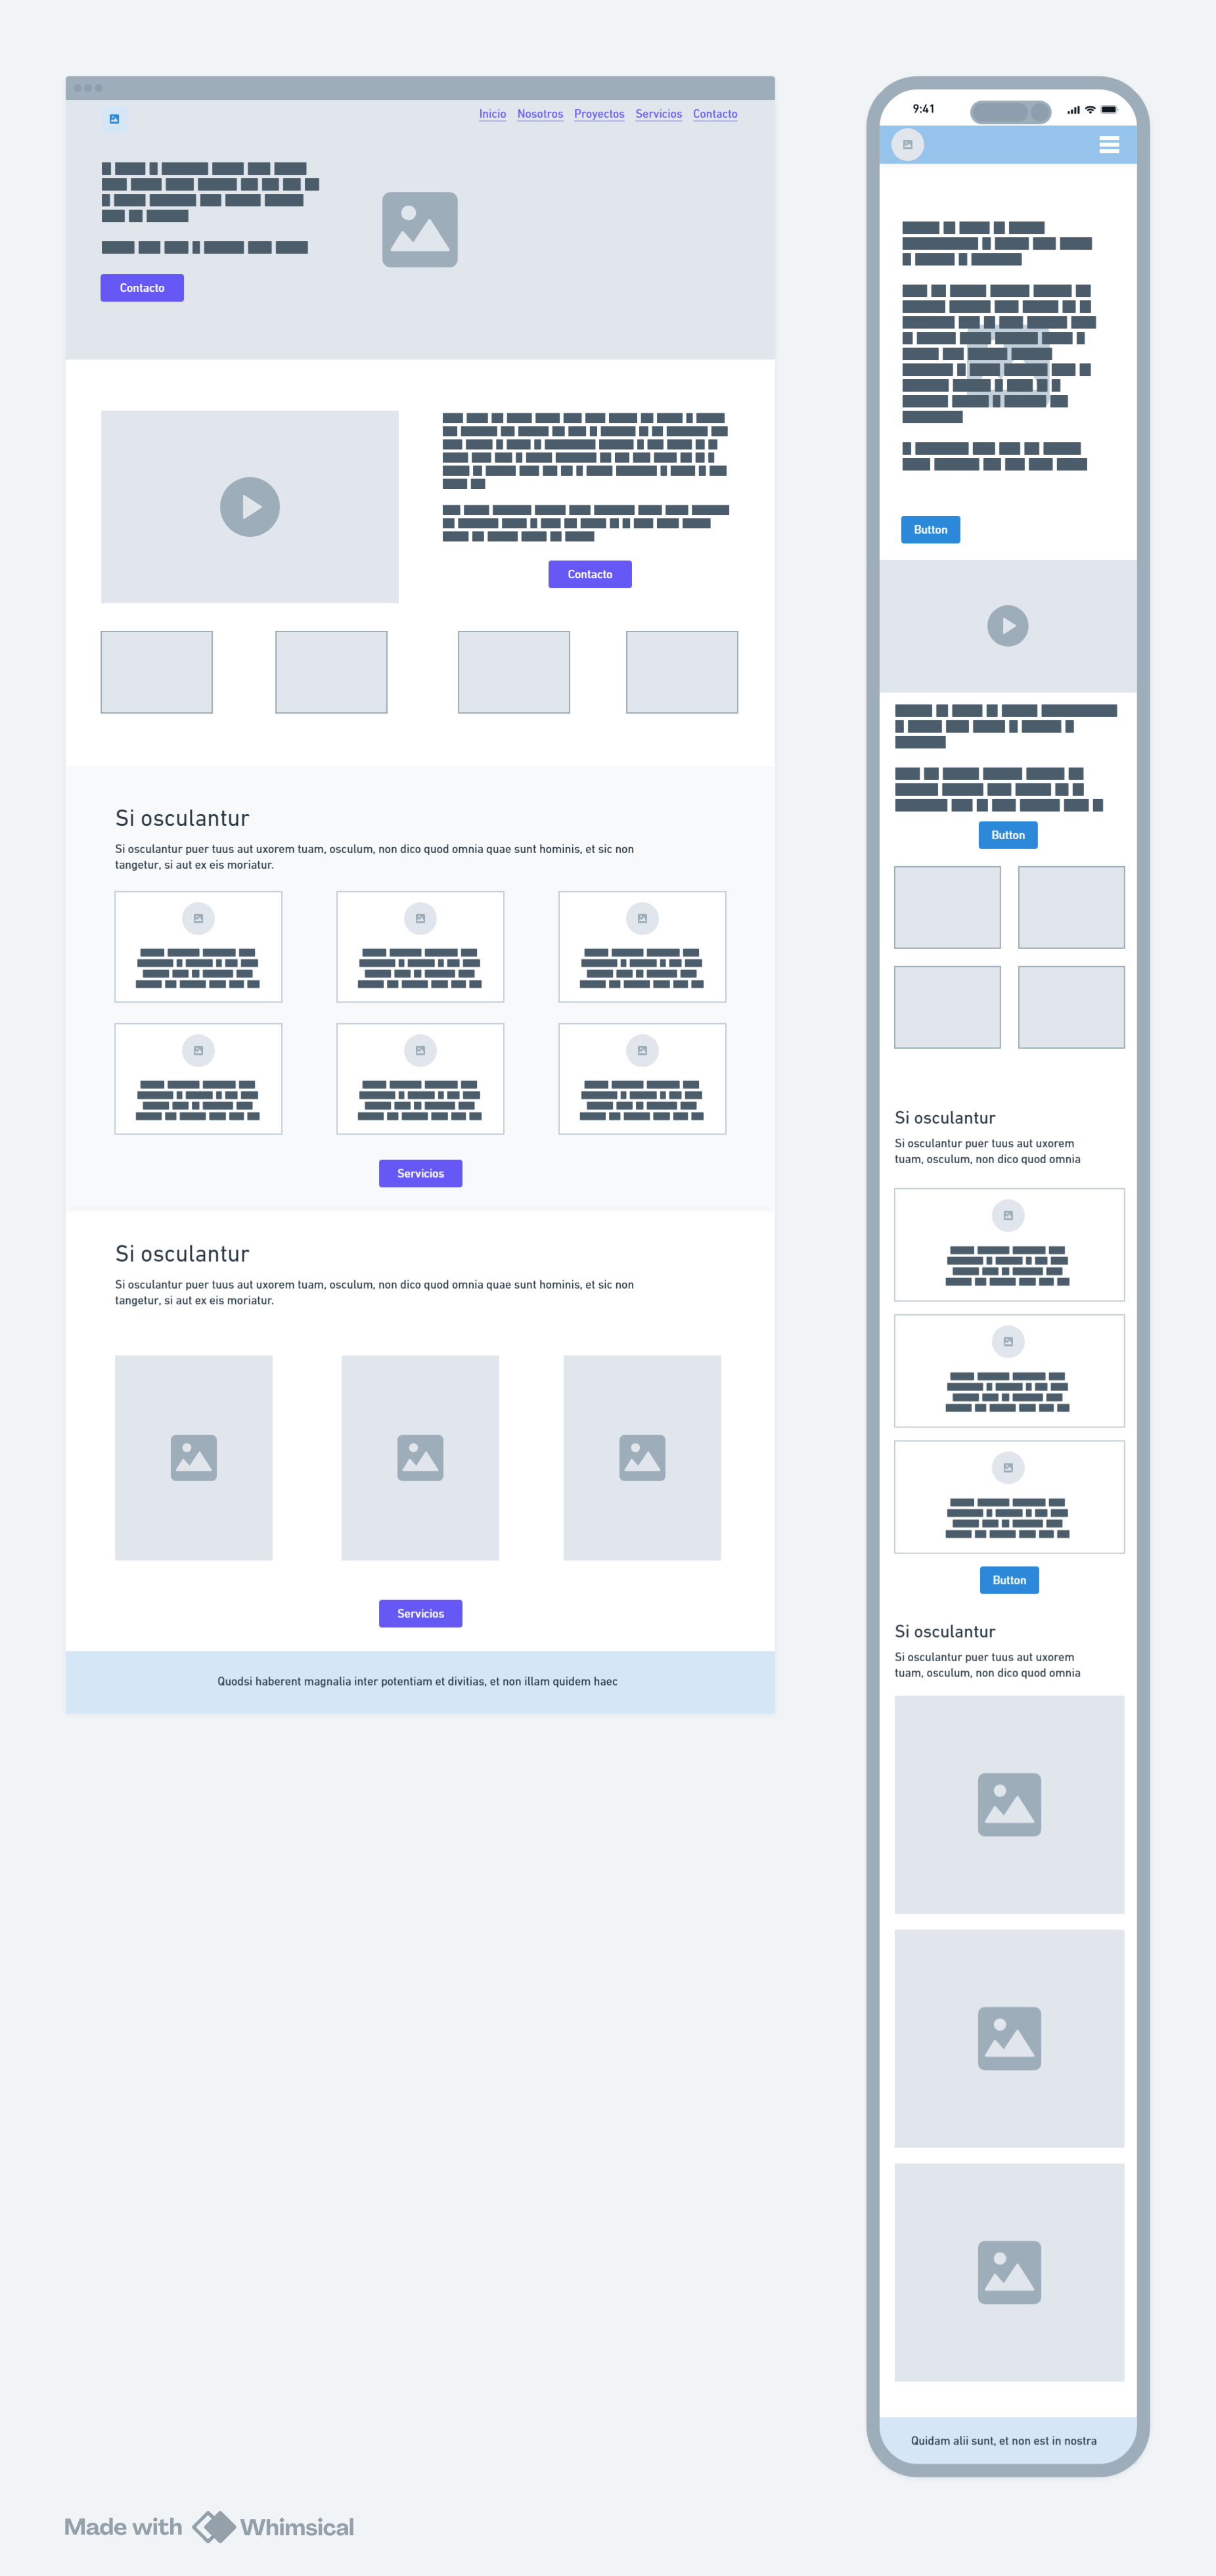 Inicio Nosotros Proyectos Servicios Contacto
Contacto
Contacto
Si osculantur
Si osculantur puer tuus aut uxorem tuam, osculum, non dico quod omnia quae sunt hominis, et sic non
tangetur, si aut ex eis moriatur.
Servicios
Si osculantur
Si osculantur puer tuus aut uxorem tuam, osculum, non dico quod omnia quae sunt hominis, et sic non
tangetur, si aut ex eis moriatur.
Servicios
Quodsi haberent magnalia inter potentiam et divitias, et non illam quidem haec
9:41
Button
Button
Si osculantur
Si osculantur puer tuus aut uxorem
tuam, osculum, non dico quod omnia
Button
Si osculantur
Si osculantur puer tuus aut uxorem
tuam, osculum, non dico quod omnia
Quidam alii sunt, et non est in nostra
Made with Whimsical